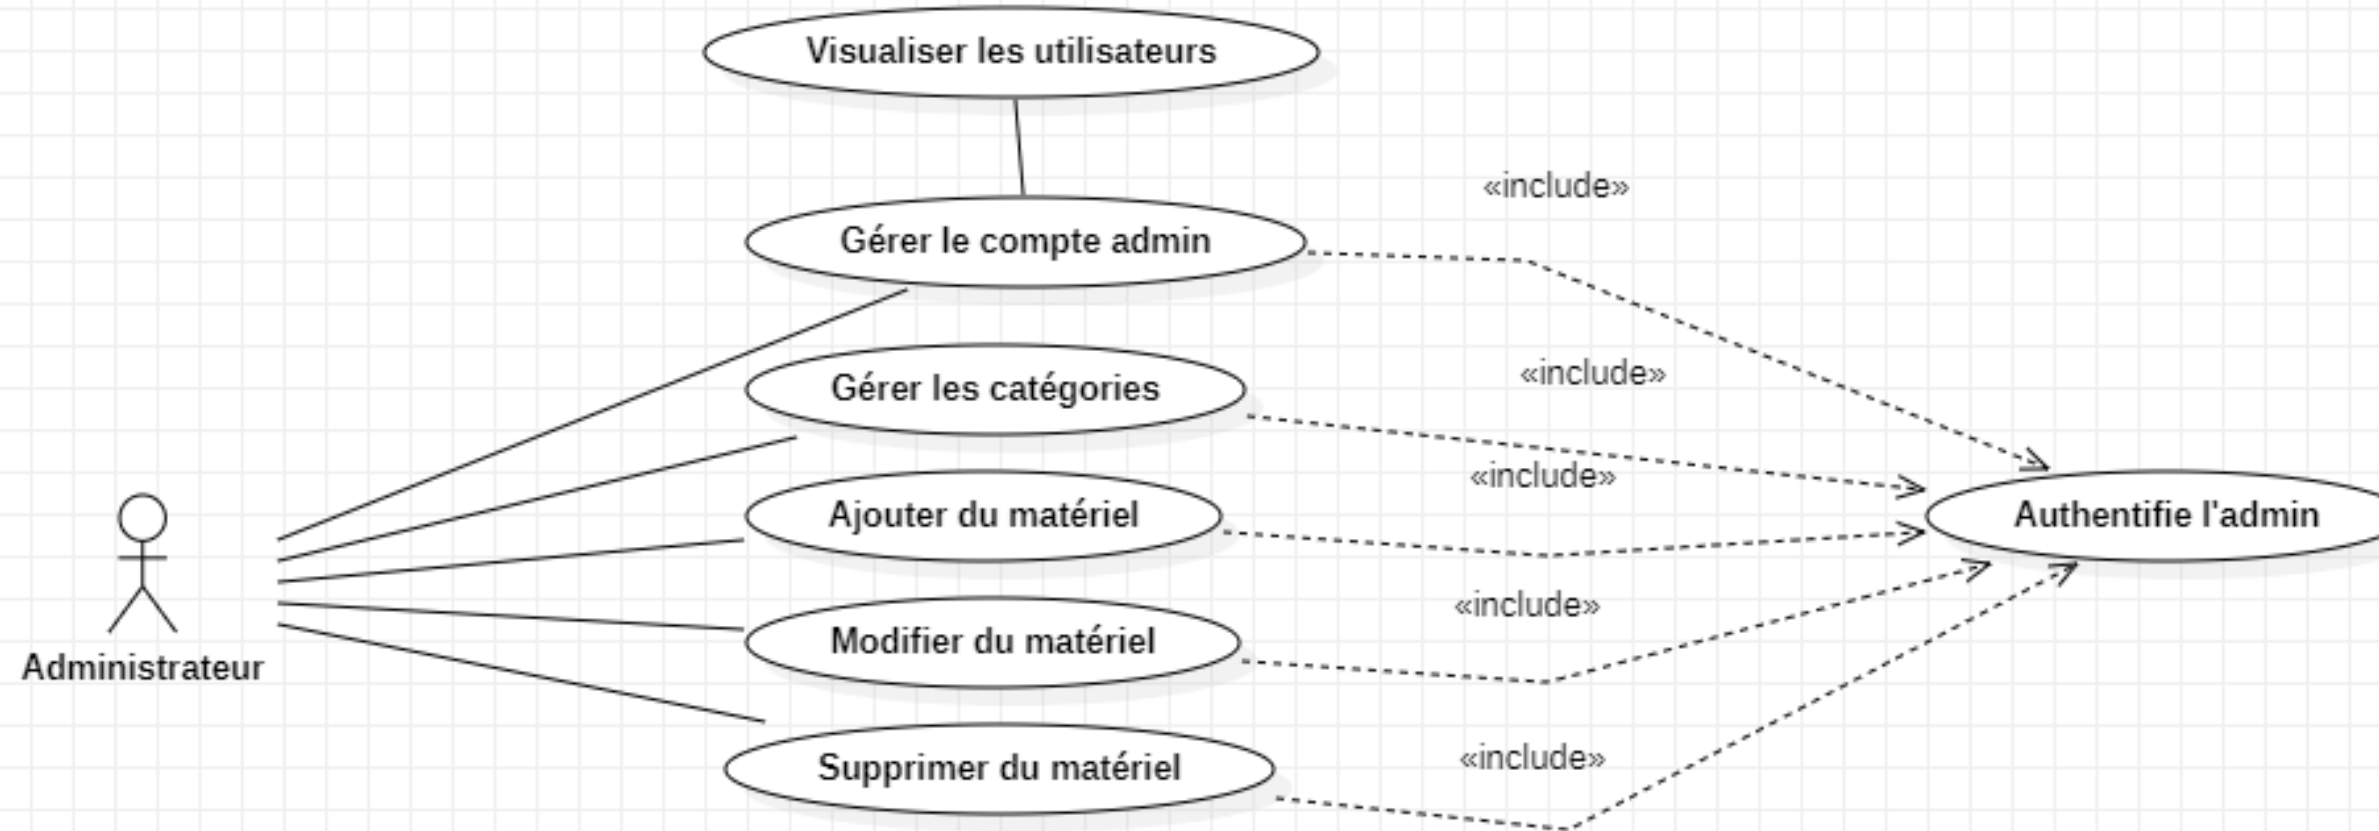 Visualiser les utilisateurs
«include»
Gérer le compte admin
«include»
Gérer les catégories
«include»
Ajouter du matériel
Authentifie l'admin
«include»
Modifier du matériel
Administrateur
«include»
Supprimer du matériel